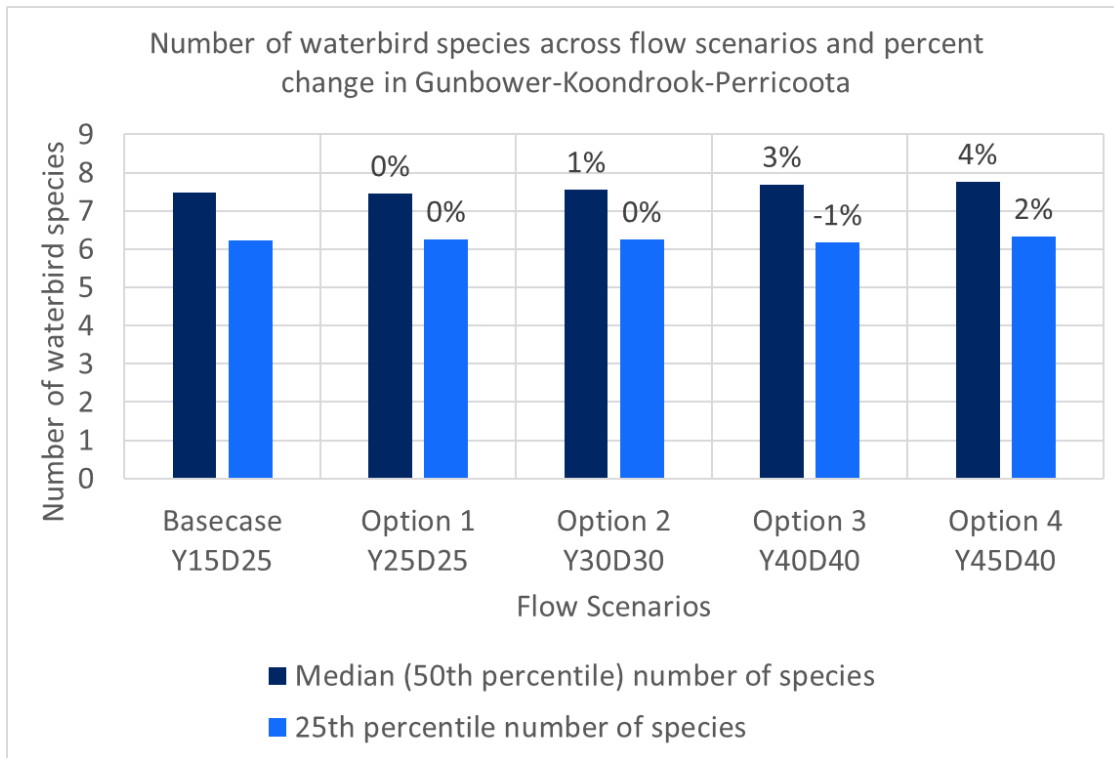 Number of waterbird species across flow scenarios and percent
change in Gunbower-Koondrook-Perricoota
Number of waterbird species
9
8
7
6
5
4
3
2
1
0
0%
0%
1%
0%
3%
-1%
4%
2%
Basecase
Y15D25
Option 1
Y25D25
Option 2
Y30D30
Option 3
Y40D40
Option 4
Y45D40
Flow Scenarios
Median (50th percentile) number of species
25th percentile number of species